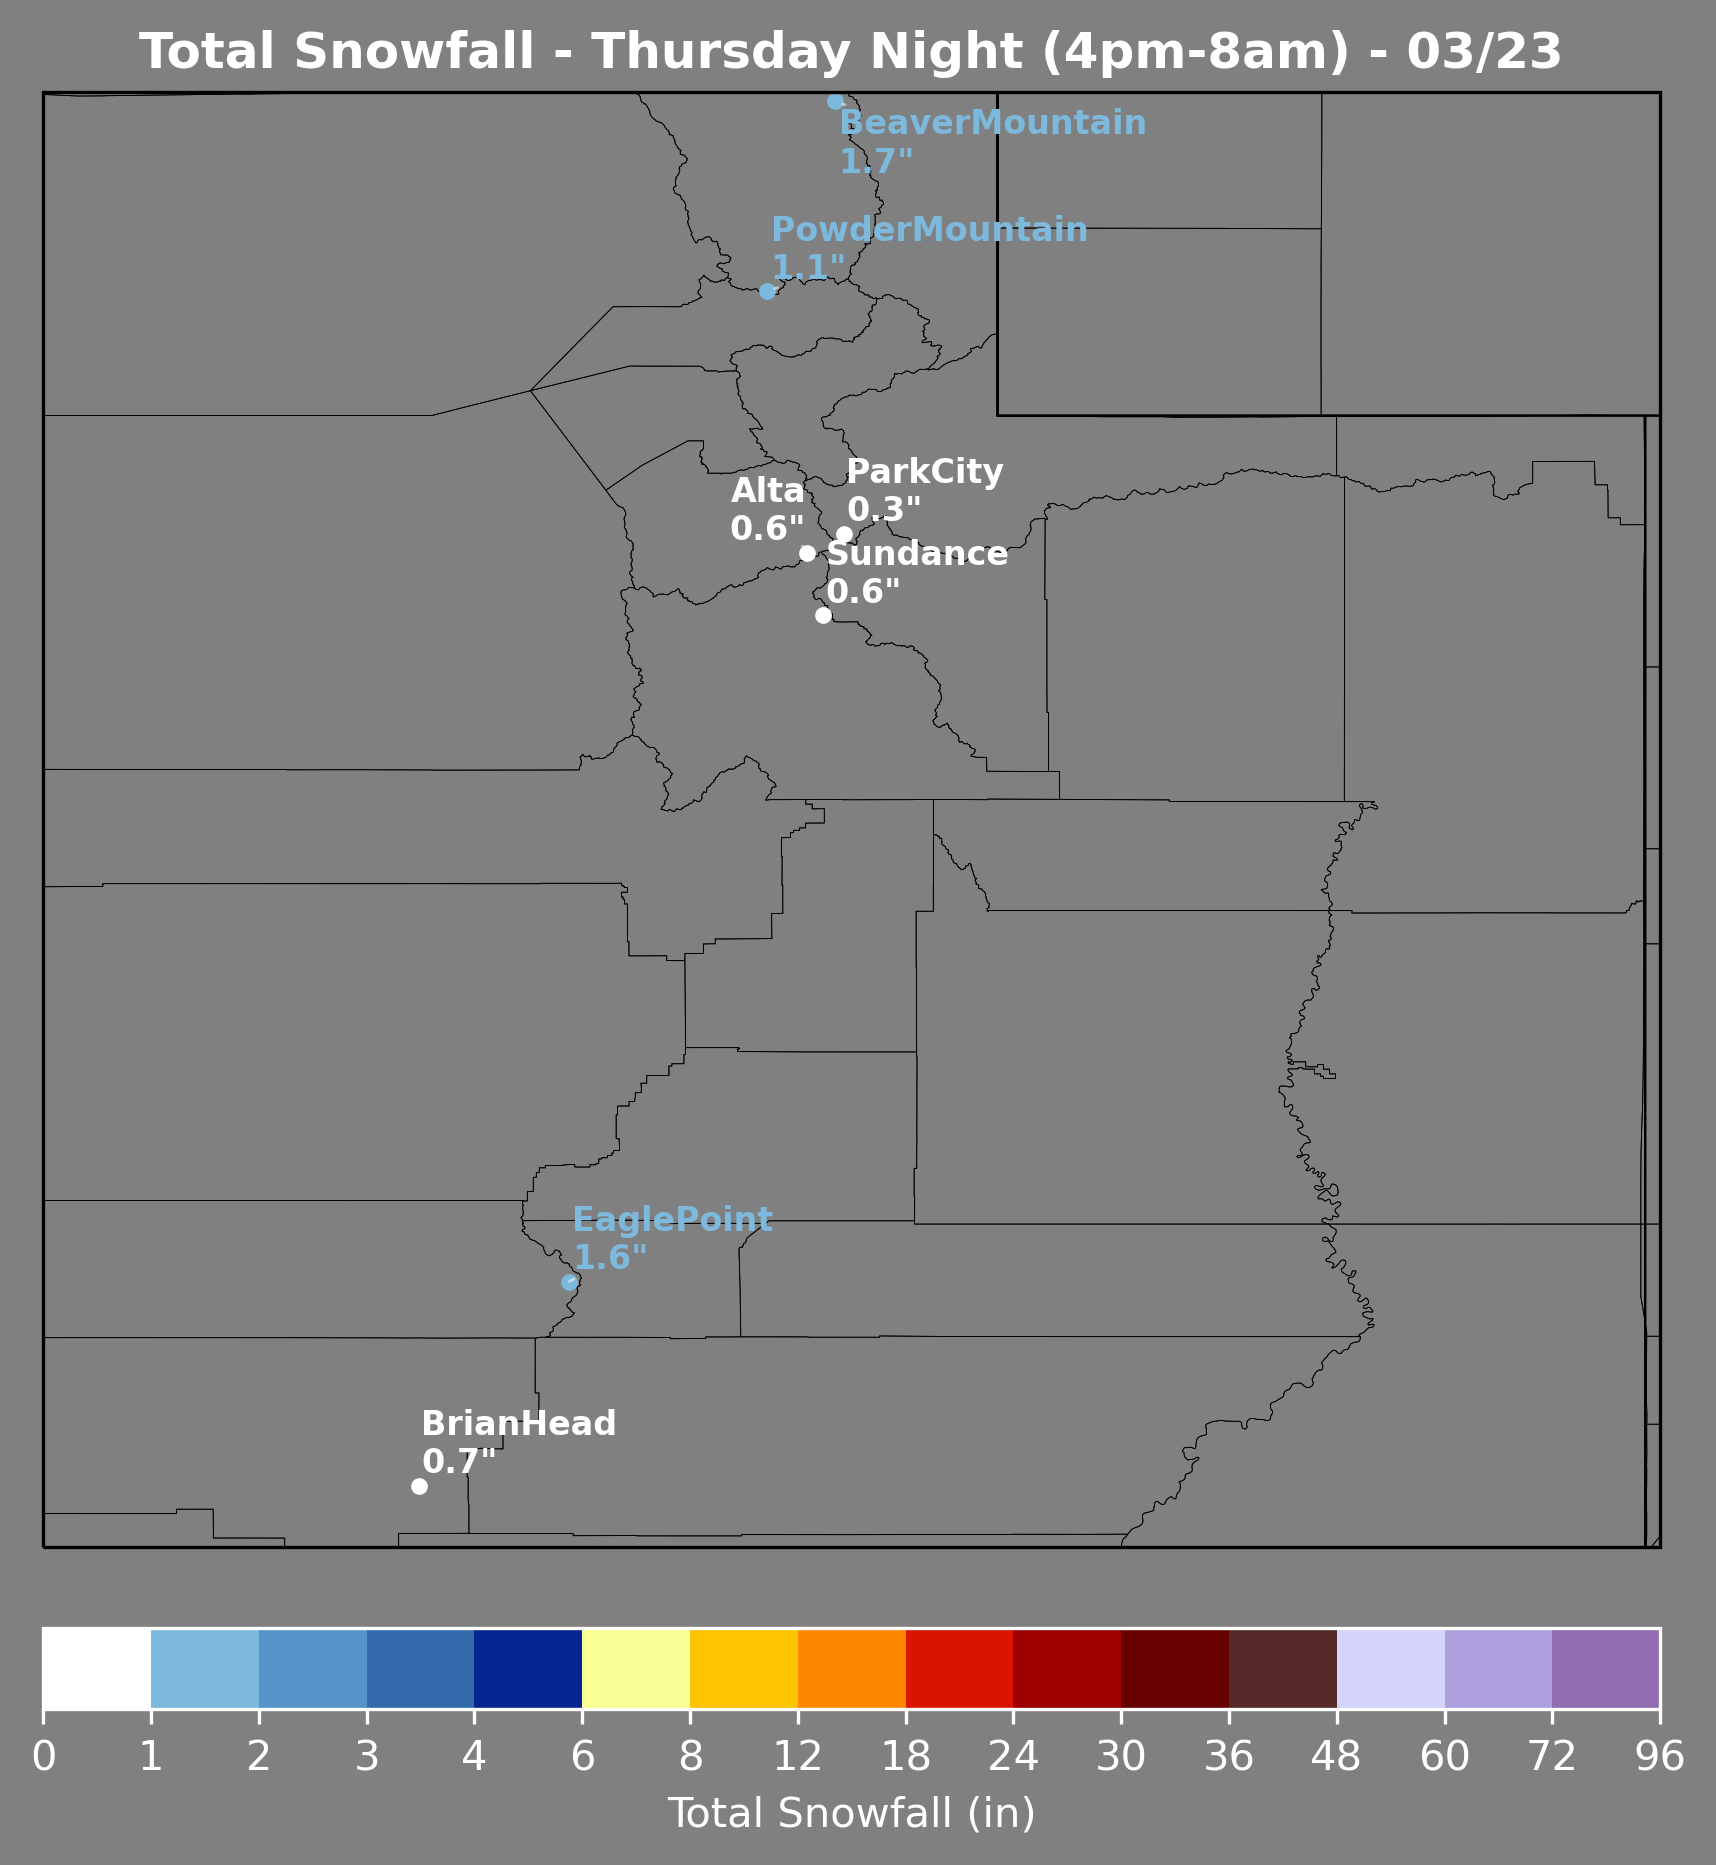 Total Snowfall - Thursday Night (4pm-8am) - 03/23
BeaverMountain
1.7"
PowderMountain
1.1"
ParkCity
0.3"
Alta
0.6"
Sundance
0.6"
EaglePoint
1.6"
BrianHead
0.7"
0 1 2 3 4 6 8 12 18 24 30 36 48 60 72 96
Total Snowfall (in)